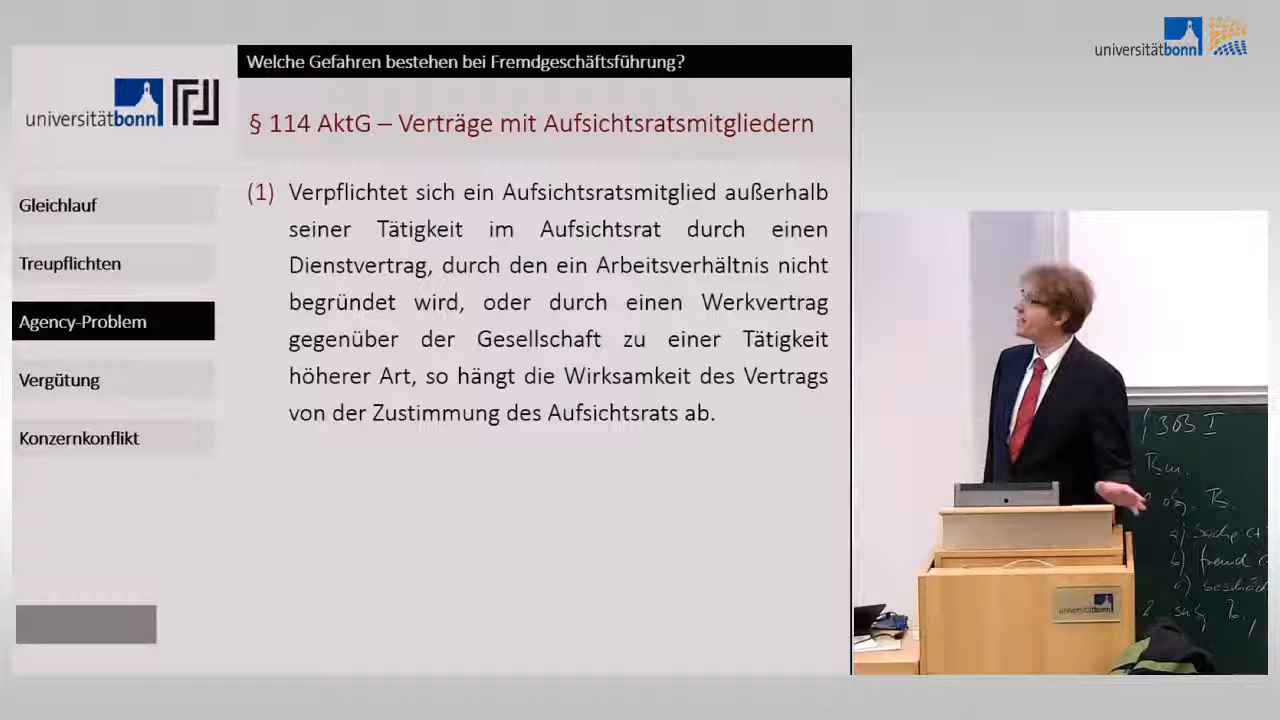 universitätbonn
Welche Gefahren bestehen bei Fremdgeschäftsführung?
universitätbonn
§ 114 AktG – Verträge mit Aufsichtsratsmitgliedern
Gleichlauf
Treupflichten
Agency-Problem
Vergütung
Konzernkonflikt
(1) Verpflichtet sich ein Aufsichtsratsmitglied außerhalb
seiner Tätigkeit im Aufsichtsrat durch einen
Dienstvertrag, durch den ein Arbeitsverhältnis nicht
begründet wird, oder durch einen Werkvertrag
gegenüber der Gesellschaft zu einer Tätigkeit
höherer Art, so hängt die Wirksamkeit des Vertrags
von der Zustimmung des Aufsichtsrats ab.
303 I
a) Sache
b) fremd
universitätbonn